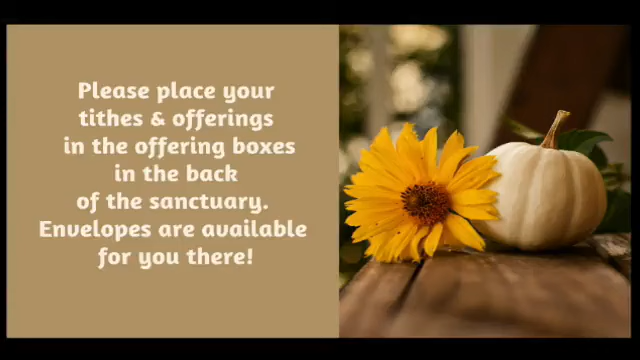 Please place your
tithes & offerings
in the offering boxes
in the back
of the sanctuary.
Envelopes are available
for you there!